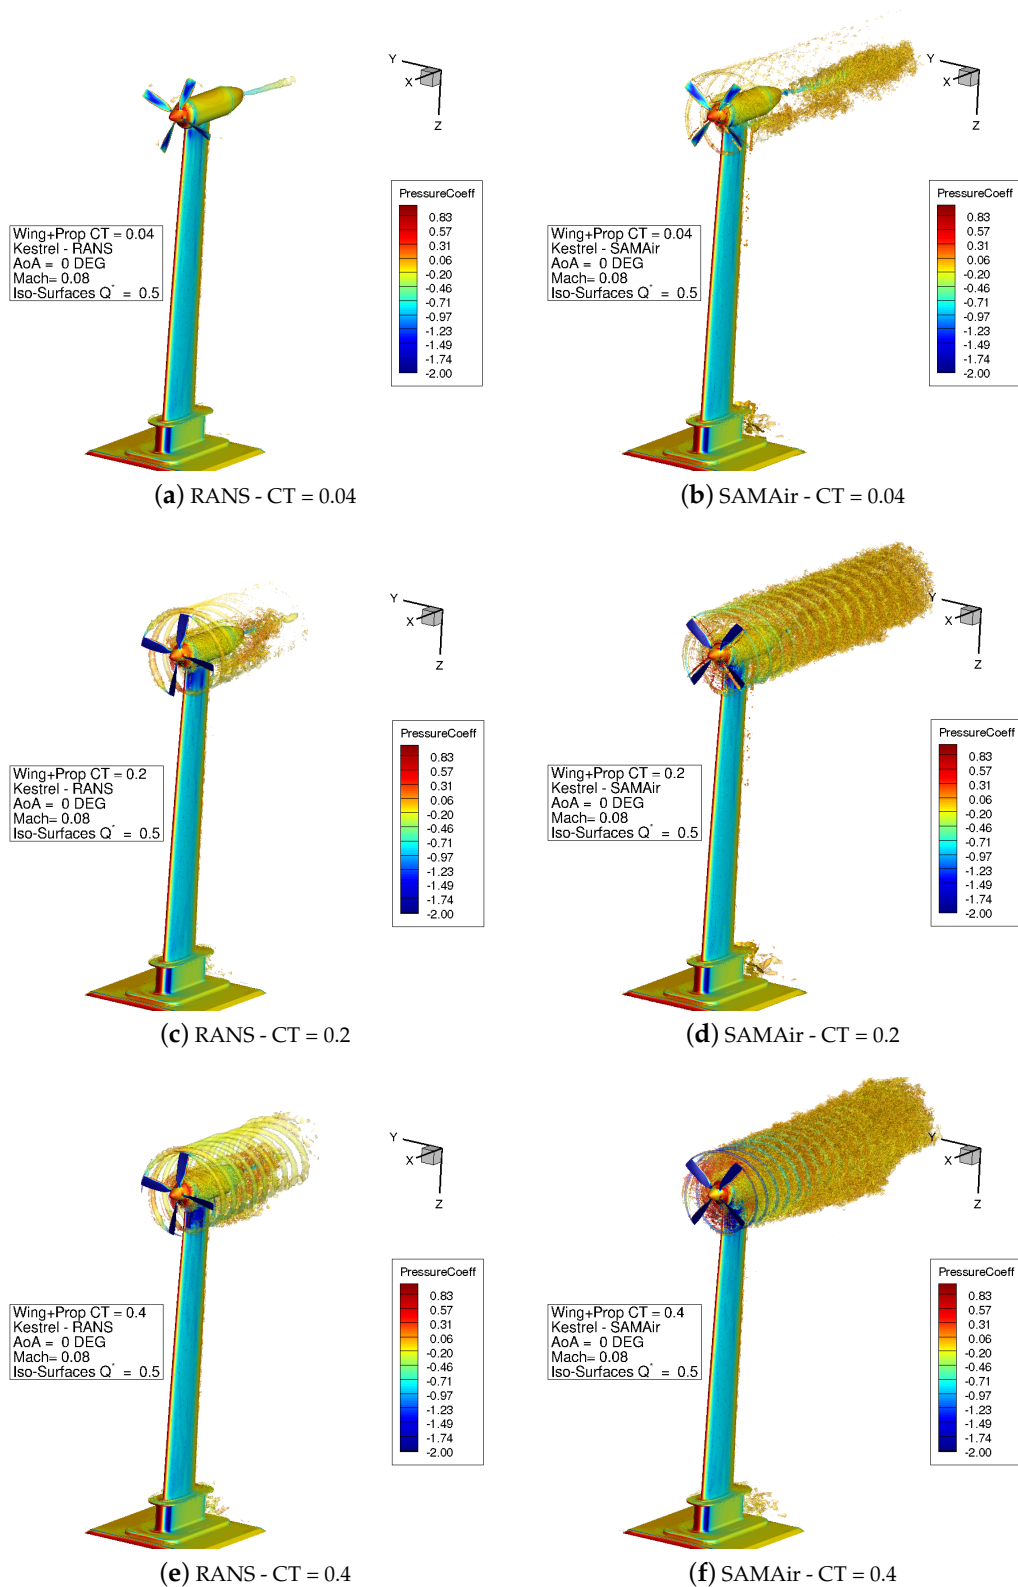 Y
X
Z
PressureCoeff
0.83
0.57
0.31
0.06
-0.20
-0.46
-0.71
-0.97
-1.23
-1.49
-1.74
-2.00
Wing+Prop CT = 0.04
Kestrel - RANS
AoA = 0 DEG
Mach= 0.08
Iso-Surfaces Q* = 0.5
(a) RANS - CT = 0.04
Y
X
Z
PressureCoeff
0.83
0.57
0.31
0.06
-0.20
-0.46
-0.71
-0.97
-1.23
-1.49
-1.74
-2.00
Wing+Prop CT = 0.04
Kestrel - SAMAir
AoA = 0 DEG
Mach= 0.08
Iso-Surfaces Q* = 0.5
(b) SAMAir - CT = 0.04
Y
X
Z
PressureCoeff
0.83
0.57
0.31
0.06
-0.20
-0.46
-0.71
-0.97
-1.23
-1.49
-1.74
-2.00
Wing+Prop CT = 0.2
Kestrel - RANS
AoA = 0 DEG
Mach= 0.08
Iso-Surfaces Q* = 0.5
(c) RANS - CT = 0.2
Y
X
Z
PressureCoeff
0.83
0.57
0.31
0.06
-0.20
-0.46
-0.71
-0.97
-1.23
-1.49
-1.74
-2.00
Wing+Prop CT = 0.2
Kestrel - SAMAir
AoA = 0 DEG
Mach= 0.08
Iso-Surfaces Q* = 0.5
(d) SAMAir - CT = 0.2
Y
X
Z
PressureCoeff
0.83
0.57
0.31
0.06
-0.20
-0.46
-0.71
-0.97
-1.23
-1.49
-1.74
-2.00
Wing+Prop CT = 0.4
Kestrel - RANS
AoA = 0 DEG
Mach= 0.08
Iso-Surfaces Q* = 0.5
(e) RANS - CT = 0.4
Y
X
Z
PressureCoeff
0.83
0.57
0.31
0.06
-0.20
-0.46
-0.71
-0.97
-1.23
-1.49
-1.74
-2.00
Wing+Prop CT = 0.4
Kestrel - SAMAir
AoA = 0 DEG
Mach= 0.08
Iso-Surfaces Q* = 0.5
(f) SAMAir - CT = 0.4